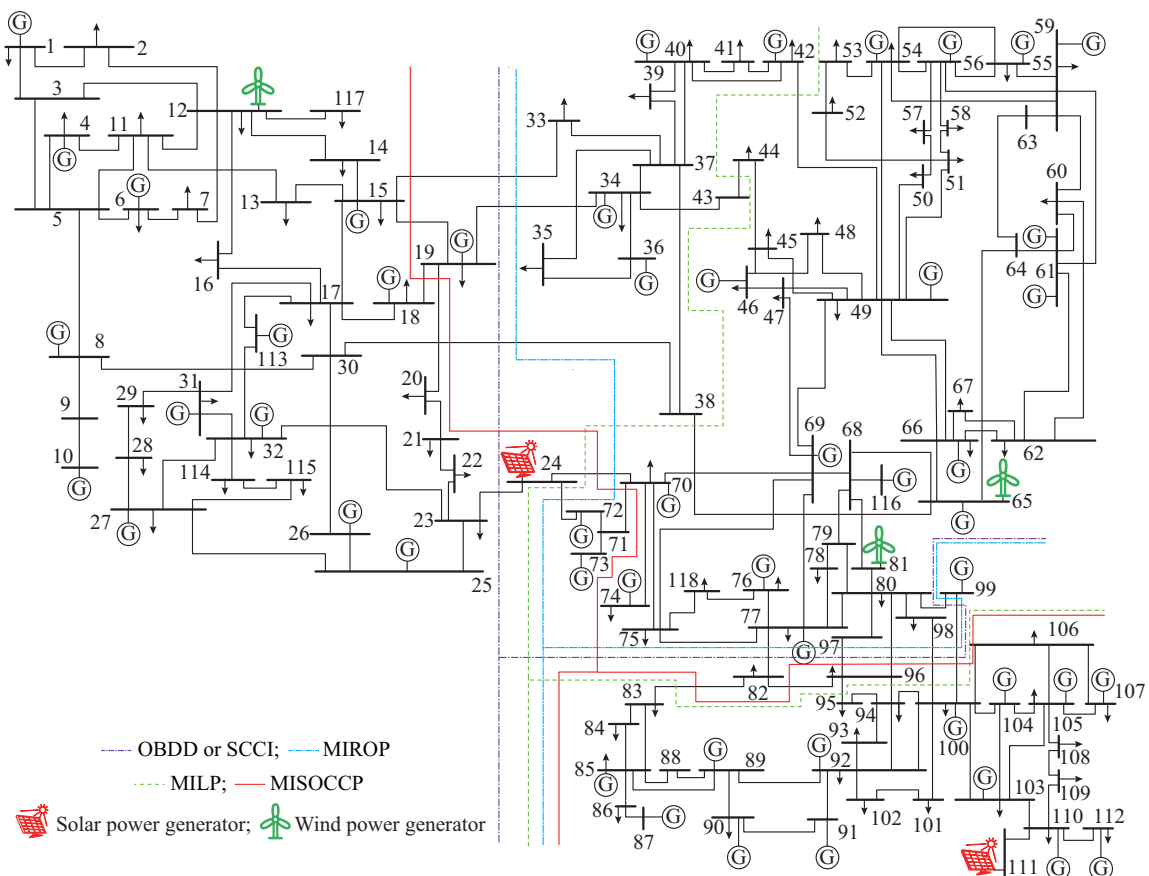 G G G G G G 59
1 2 40 41 42 53 54 56 55 G
3 12 117 39 52 57 58 63
4 11 14 33 37 44 51 60
G G 34 43 50
5 6 7 13 15 G G
G 35 36 45 48 G 64 61
16 19 G G G 46 47 49 G G
17 18
G 113 G
8 30
29 31 20 38 67
9 G 32 G 21 69 68 66 62
10 28 22 24 70 G G
G 114 115 G 116 G 65
27 G 26 G 23 72 71 79 G
G 25 G 73 78 81
G 74 G 118 76 G 80 99 G
75 77 97 98
G 106
82 96
83 95 94 G G G 107
84 93 G 100 104 105
OBDD or SCCI; MIROP
88 G 89 G 92 108
MILP; MISOCCP
85 G 86 103 109
G
Solar power generator; Wind power generator
87 G 90 91 102 101 110 112
G G 111 G G